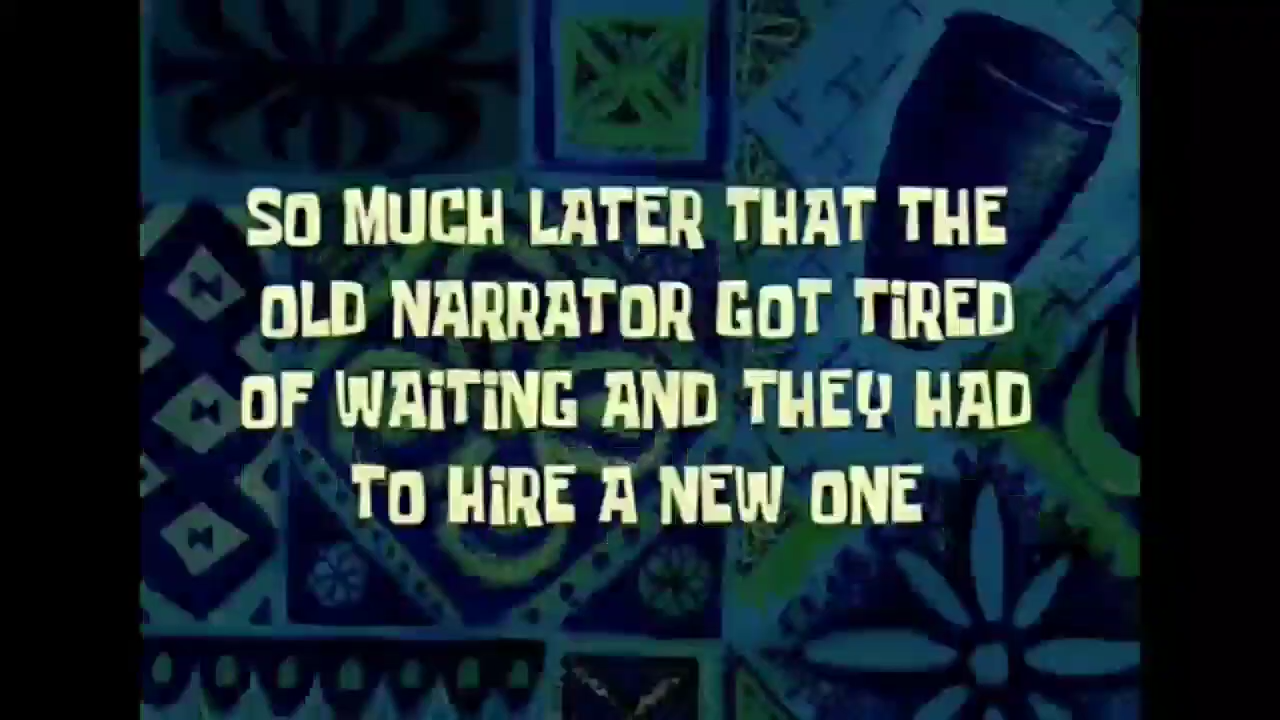 SO MUCH LATER THAT THE
OLD NARRATOR GOT TIRED
OF WAITING AND THEY HAD
TO HIRE A NEW ONE